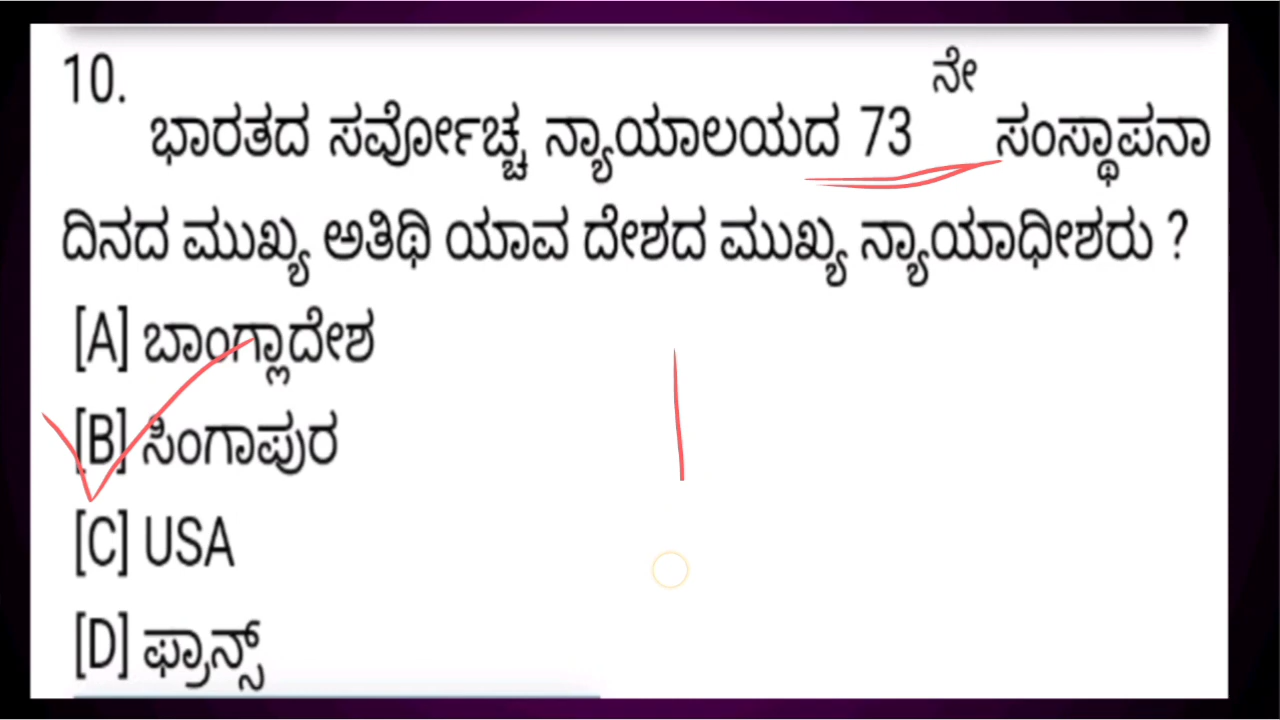 10.
ನೇ
ಭಾರತದ ಸರ್ವೋಚ್ಚ ನ್ಯಾಯಾಲಯದ 73 ಸಂಸ್ಥಾಪನಾ
ದಿನದ ಮುಖ್ಯ ಅತಿಥಿ ಯಾವ ದೇಶದ ಮುಖ್ಯ ನ್ಯಾಯಾಧೀಶರು ?
[A] ಬಾಂಗ್ಲಾದೇಶ
[B] ಸಿಂಗಾಪುರ
[C] USA
[D] ಫ್ರಾನ್ಸ್